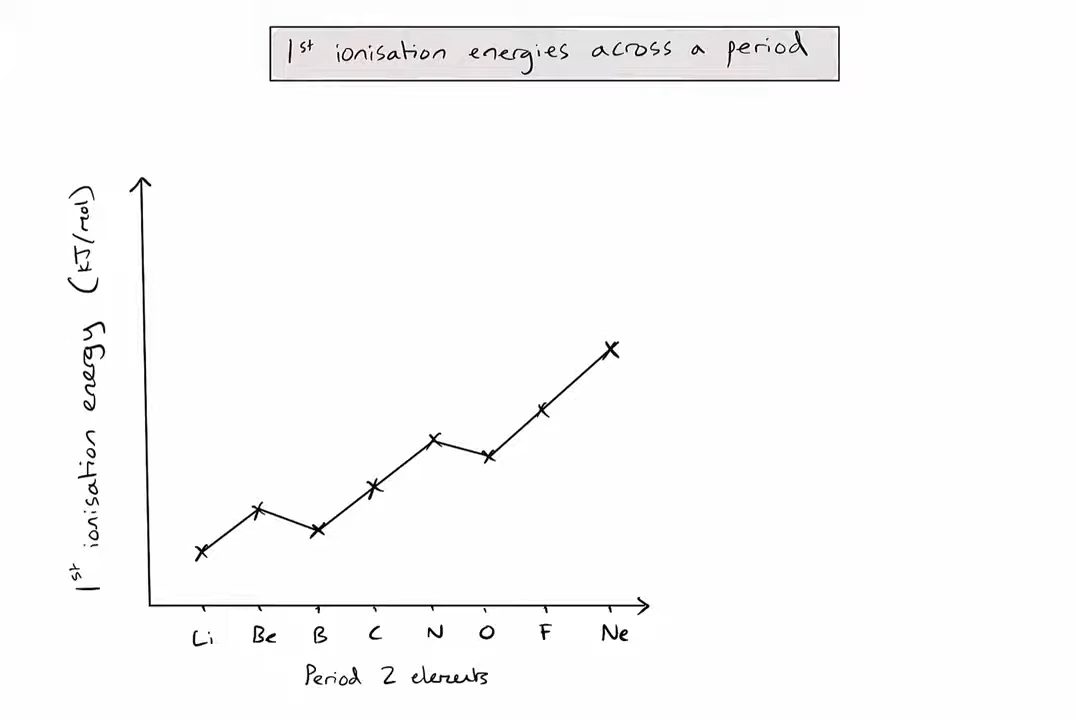 1st ionisation energies across a period
1st ionisation energy (kJ/mol)
Li Be B C N O F Ne
Period 2 elements